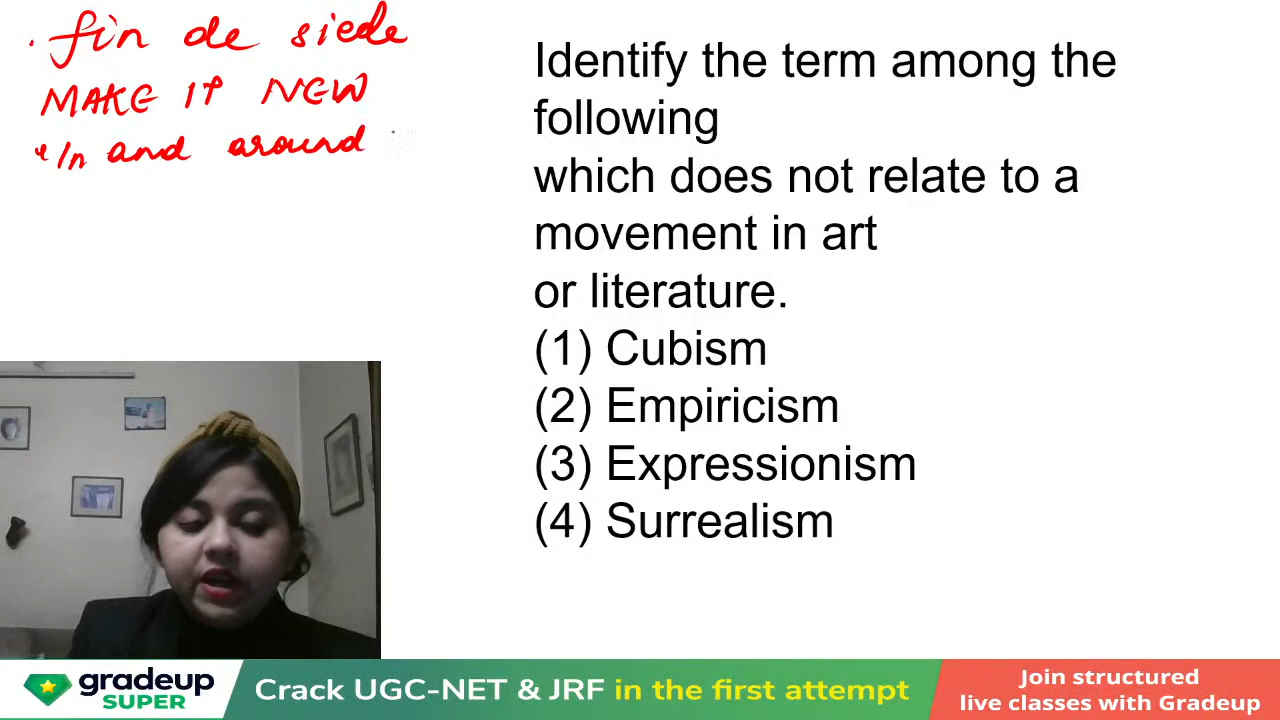 . fin de siede
MAKE IT NEW
In and around
Identify the term among the
following
which does not relate to a
movement in art
or literature.
(1) Cubism
(2) Empiricism
(3) Expressionism
(4) Surrealism
gradeup
SUPER
Crack UGC-NET & JRF in the first attempt
Join structured
live classes with Gradeup